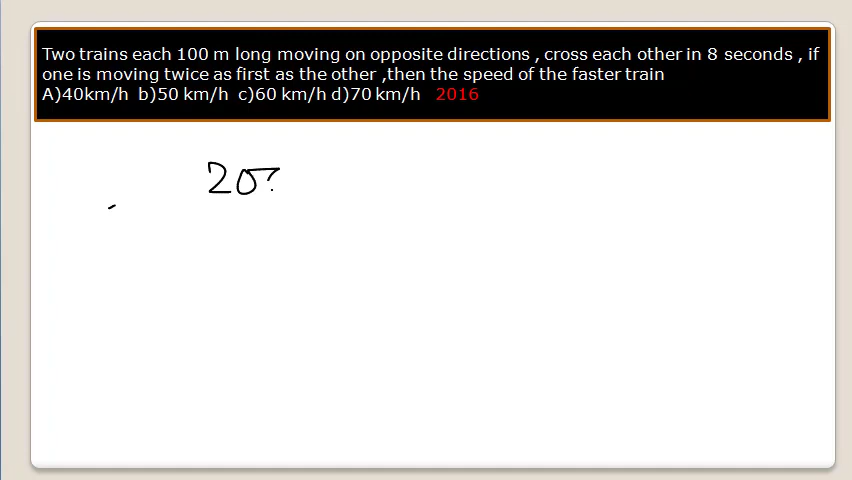 Two trains each 100 m long moving on opposite directions , cross each other in 8 seconds , if
one is moving twice as first as the other ,then the speed of the faster train
A)40km/h b)50 km/h c)60 km/h d)70 km/h 2016